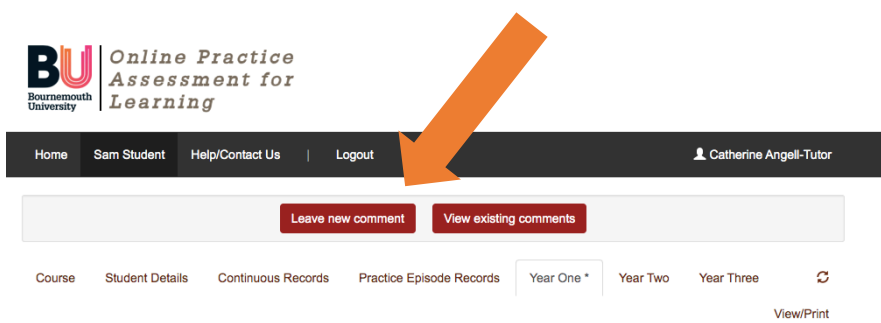 BU
Bournemouth
University
Online Practice
Assessment for
Learning
Home Sam Student Help/Contact Us | Logout Catherine Angell-Tutor
Leave new comment View existing comments
Course Student Details Continuous Records Practice Episode Records Year One * Year Two Year Three
View/Print